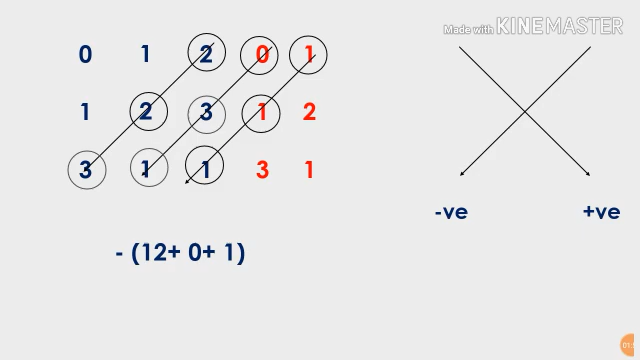 Made with KINEMASTER
0 1 2 0 1
1 2 3 1 2
3 1 1 3 1
-ve +ve
- (12+ 0+ 1)